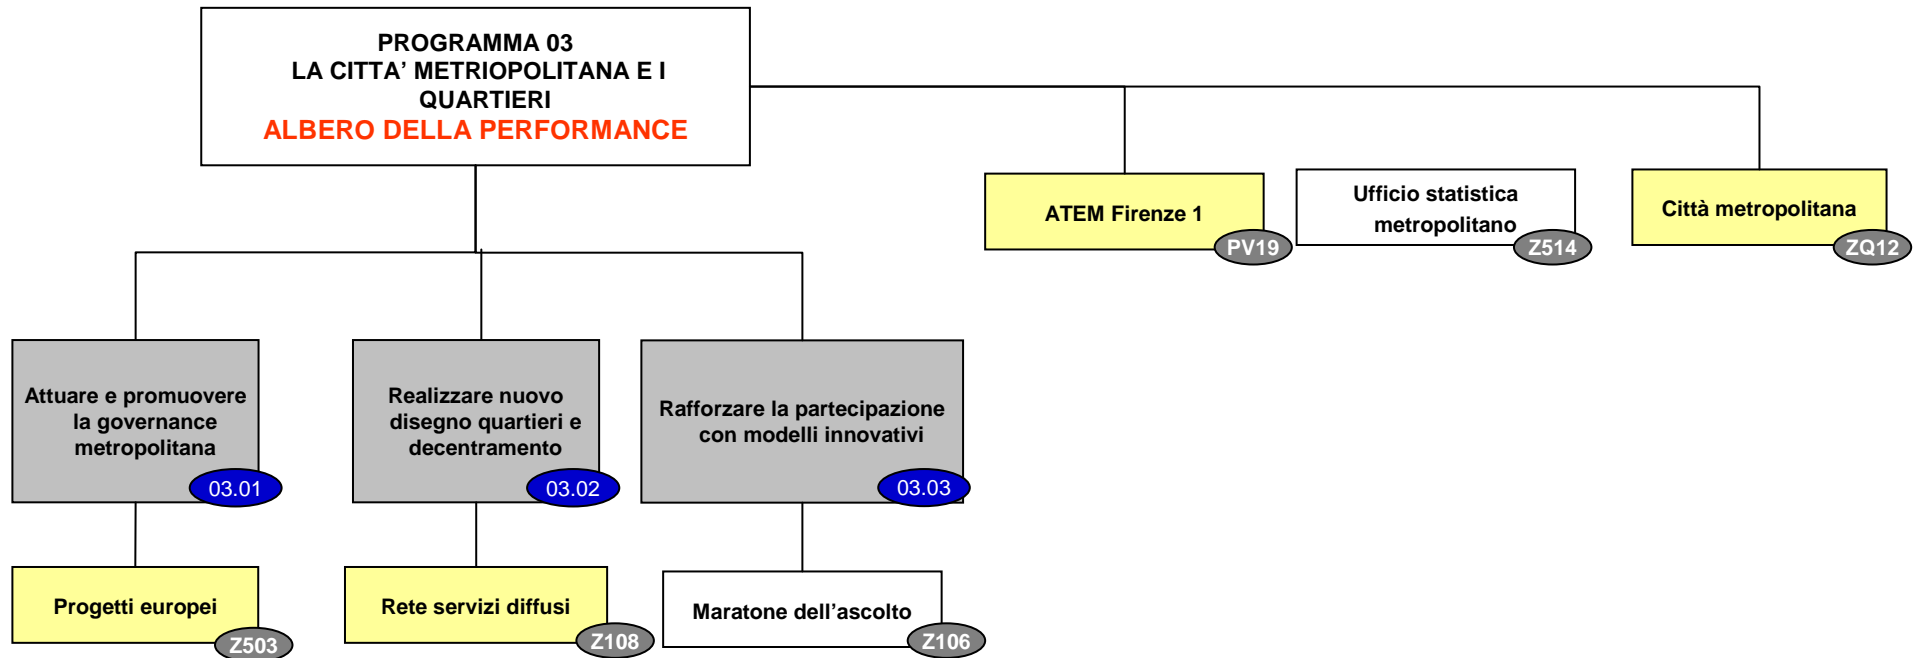 PROGRAMMA 03
LA CITTA' METRIOPOLITANA E I
QUARTIERI
ALBERO DELLA PERFORMANCE
ATEM Firenze 1
PV19
Ufficio statistica
metropolitano
Z514
Città metropolitana
ZQ12
Attuare e promuovere
la governance
metropolitana
03.01
Realizzare nuovo
disegno quartieri e
decentramento
03.02
Rafforzare la partecipazione
con modelli innovativi
03.03
Progetti europei
Z503
Rete servizi diffusi
Z108
Maratone dell'ascolto
Z106